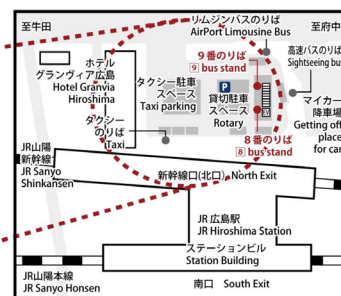 至牛田
リムジンバスのりば
AirPort Limousine Bus
至府中
ホテル
グランヴィア広島
Hotel Granvia
Hiroshima
タクシー駐車
スペース
Taxi parking
9番のりば
9 bus stand
高速バスのりば
Sightseeing bu
P
貸切駐車
スペース
Rotary
マイカー
降車場
Getting off
place
for car
タクシー
のりば
Taxi
8番のりば
8 bus stand
JR山陽
新幹線
JR Sanyo
Shinkansen
新幹線口(北口) North Exit
JR 広島駅
JR Hiroshima Station
ステーションビル
Station Building
JR山陽本線
JR Sanyo Honsen
南口 South Exit